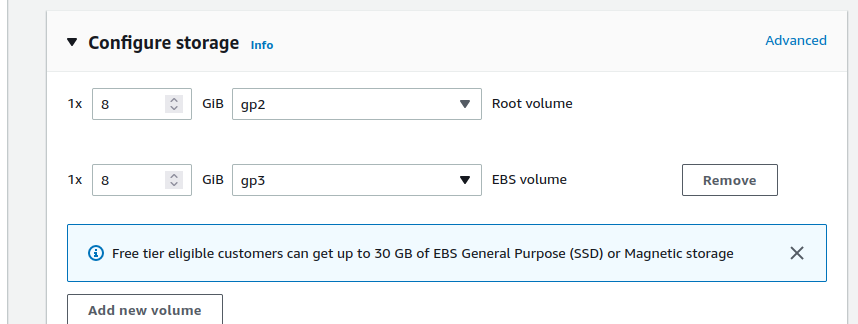 Configure storage Info Advanced
1x 8 GiB gp2 Root volume
1x 8 GiB gp3 EBS volume Remove
Free tier eligible customers can get up to 30 GB of EBS General Purpose (SSD) or Magnetic storage
Add new volume